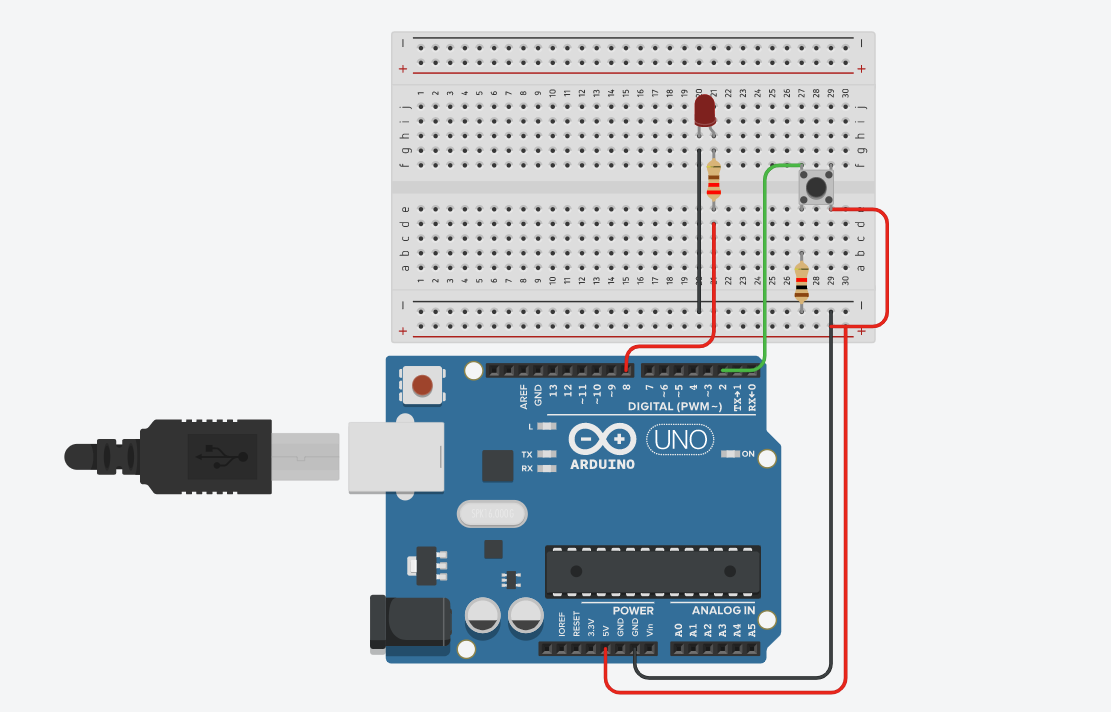 1 2 3 4 5 6 7 8 9 10 11 12 13 14 15 16 17 18 19 20 21 22 23 24 25 26 27 28 29 30
j j
i i
h h
g g
f f
e e
d d
c c
b b
a a
1 2 3 4 5 6 7 8 9 10 11 12 13 14 15 16 17 18 19 20 21 22 23 24 25 26 28 29 30
AREF GND 13 12 ~11 ~10 ~9 8 7 ~6 ~5 4 ~3 2 TX→1 RX←0
DIGITAL (PWM~)
L
TX
RX
ARDUINO
UNO
ON
POWER
ANALOG IN
IOREF RESET 3.3V 5V GND GND Vin A0 A1 A2 A3 A4 A5